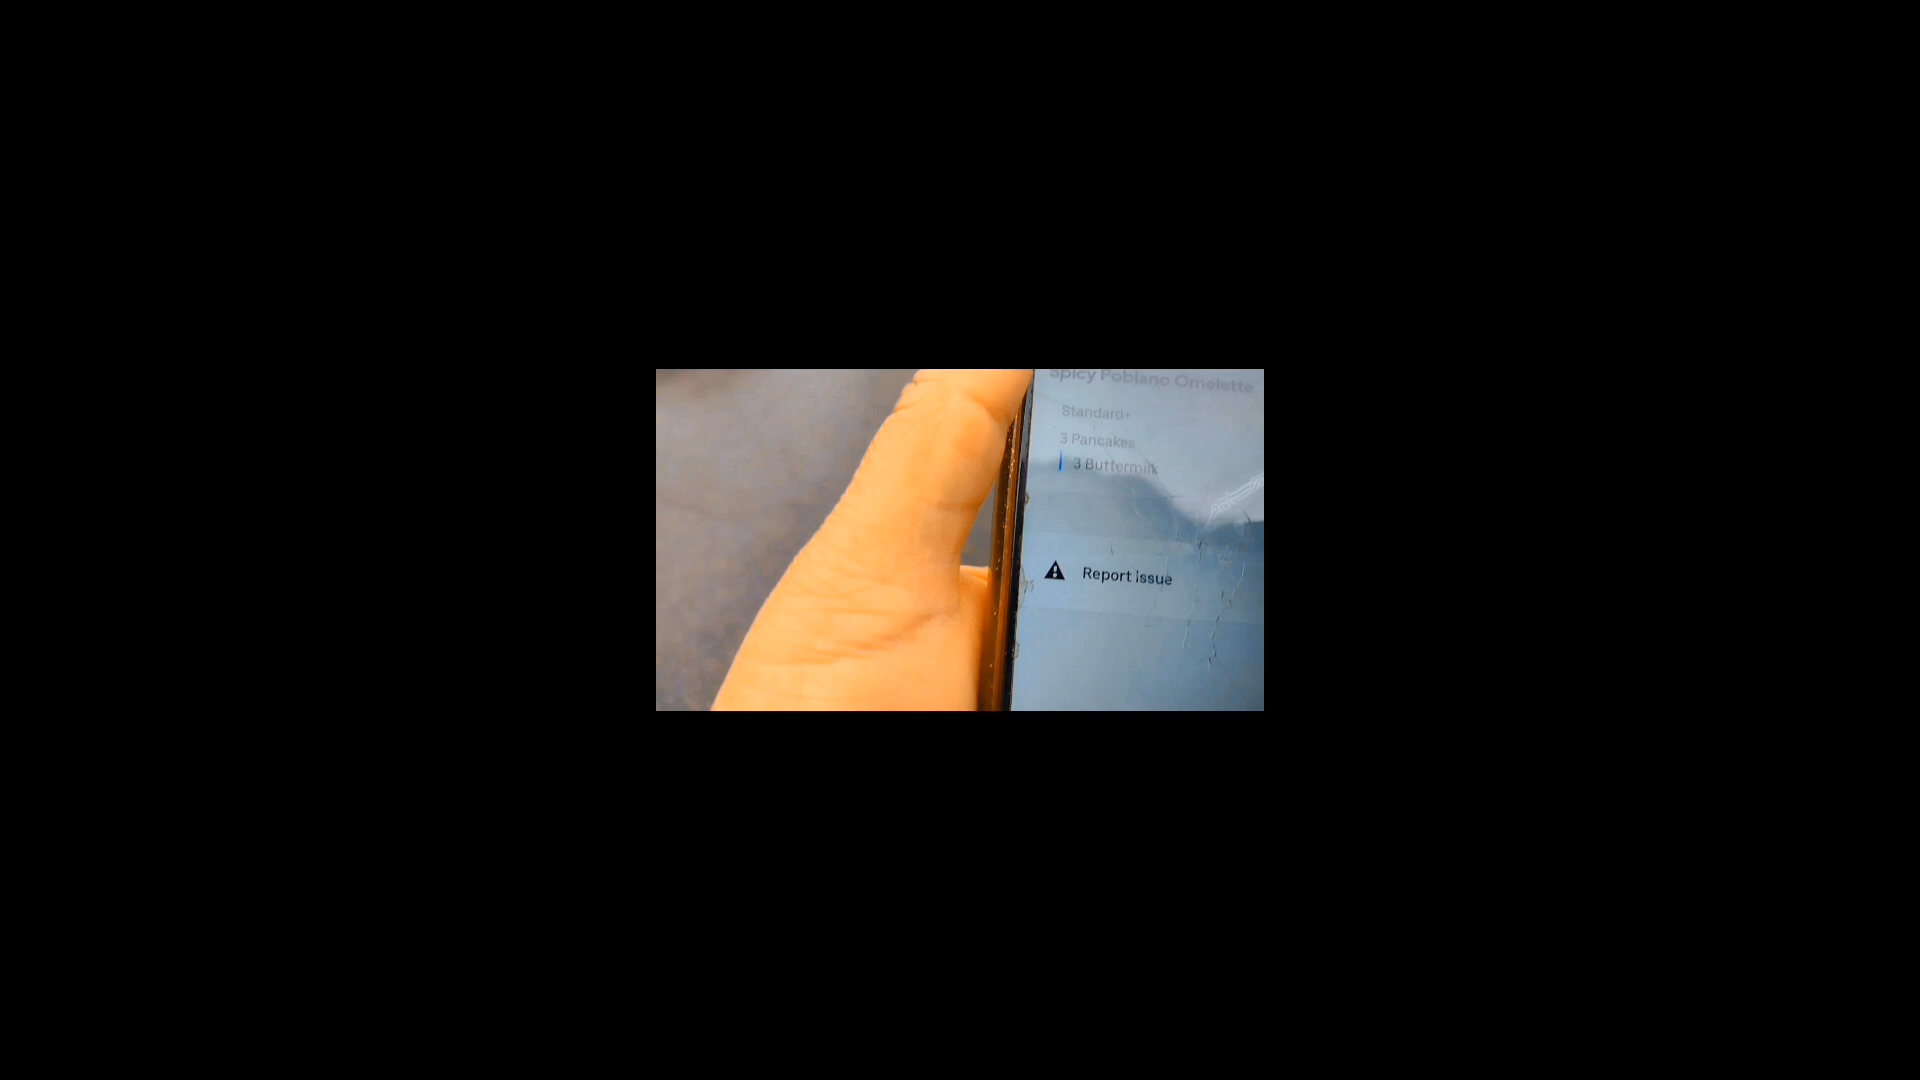 Spicy Poblano Omelette
Standard+
3 Pancakes
3 Buttermilk
Report Issue